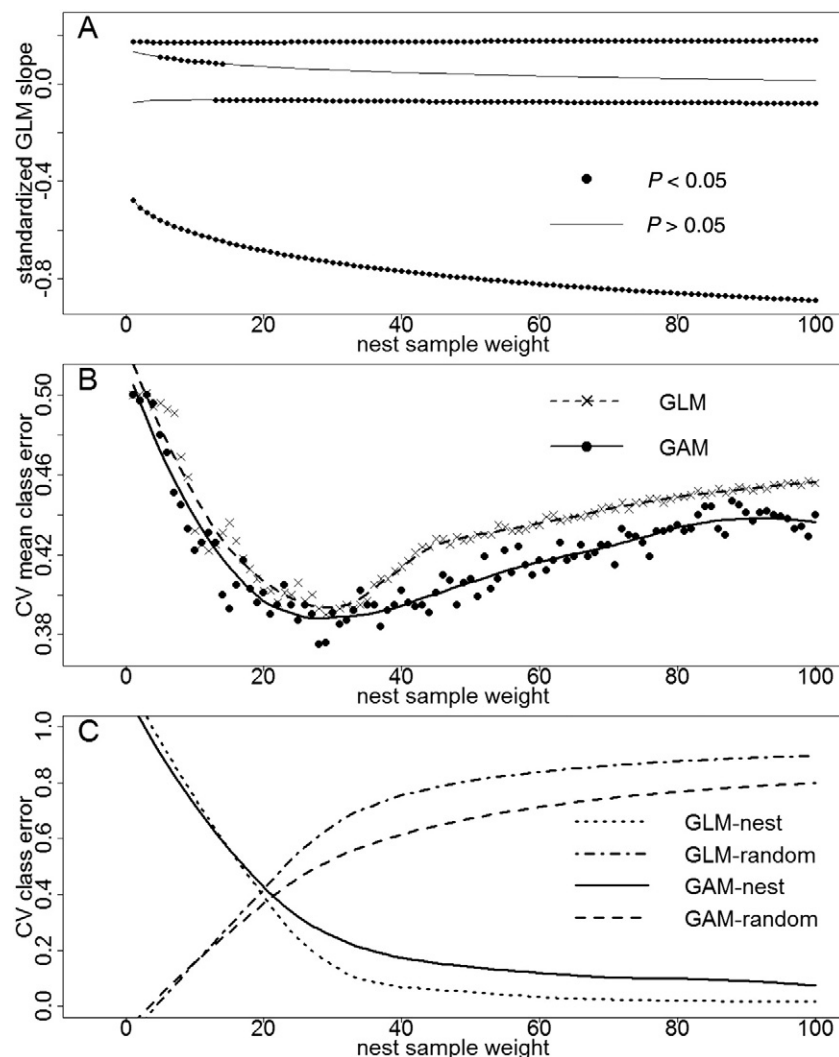 A
standardized GLM slope
0.0
-0.4
-0.8
P < 0.05
P > 0.05
0 20 40 60 80 100
nest sample weight
B
CV mean class error
0.50
0.46
0.42
0.38
GLM
GAM
0 20 40 60 80 100
nest sample weight
C
CV class error
1.0
0.8
0.6
0.4
0.2
0.0
GLM-nest
GLM-random
GAM-nest
GAM-random
0 20 40 60 80 100
nest sample weight